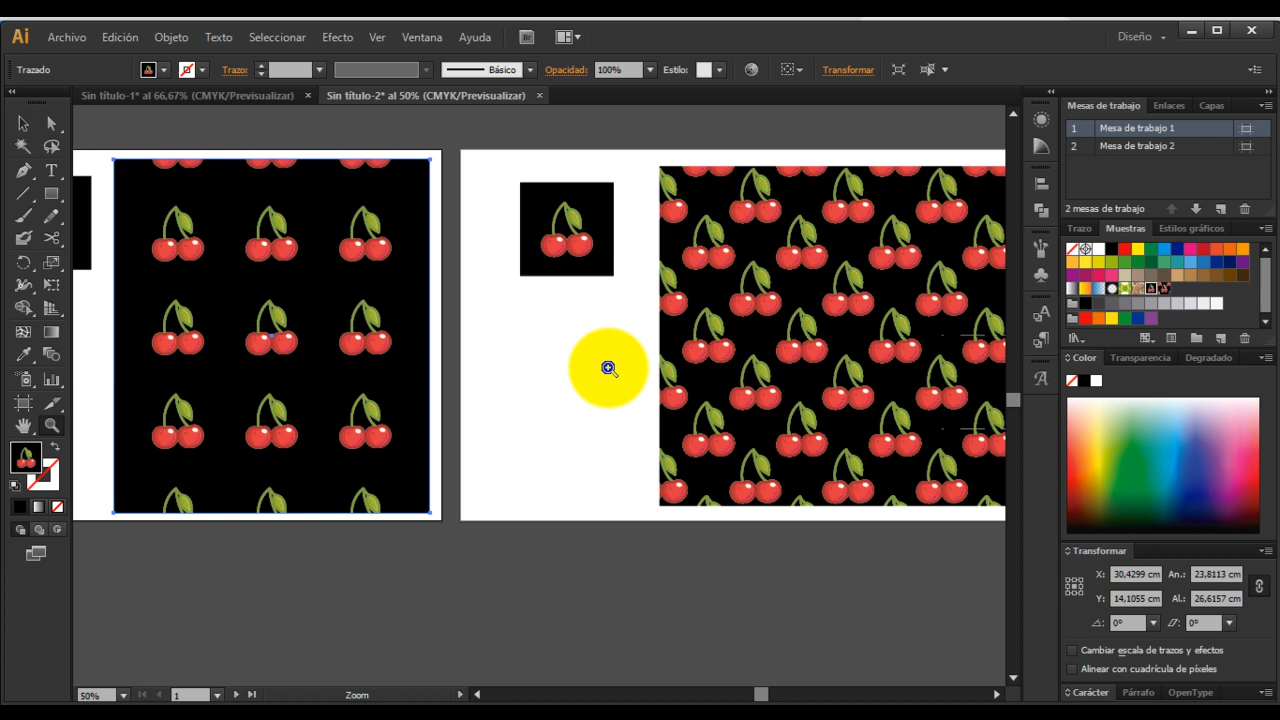 Ai Archivo Edición Objeto Texto Seleccionar Efecto Ver Ventana Ayuda Br Diseño
Trazado Trazo: Básico Opacidad: 100% Estilo: Transformar
Sin título-1* al 66,67% (CMYK/Previsualizar) × Sin título-2* al 50% (CMYK/Previsualizar) ×
Mesas de trabajo Enlaces Capas
1 Mesa de trabajo 1
2 Mesa de trabajo 2
2 mesas de trabajo
Trazo Muestras Estilos gráficos
Color Transparencia Degradado
Transformar
X: 30,4299 cm An.: 23,8113 cm
Y: 14,1055 cm Al.: 26,6157 cm
0° 0°
Cambiar escala de trazos y efectos
Alinear con cuadrícula de píxeles
Carácter Párrafo OpenType
50% 1 Zoom